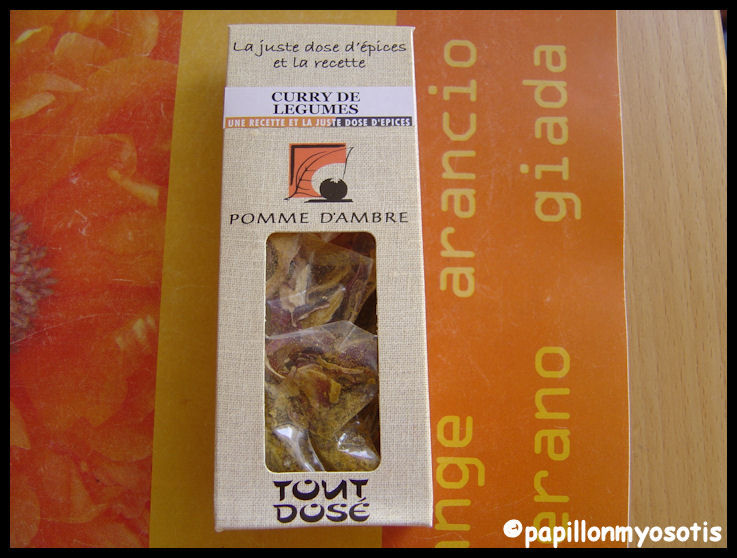 La juste dose d'épices
et la recette
CURRY DE
LEGUMES
UNE RECETTE ET LA JUSTE DOSE D'EPICES
POMME D'AMBRE
TOUT
DOSÉ
arancio
giada
ange
erano
papillonmyosotis